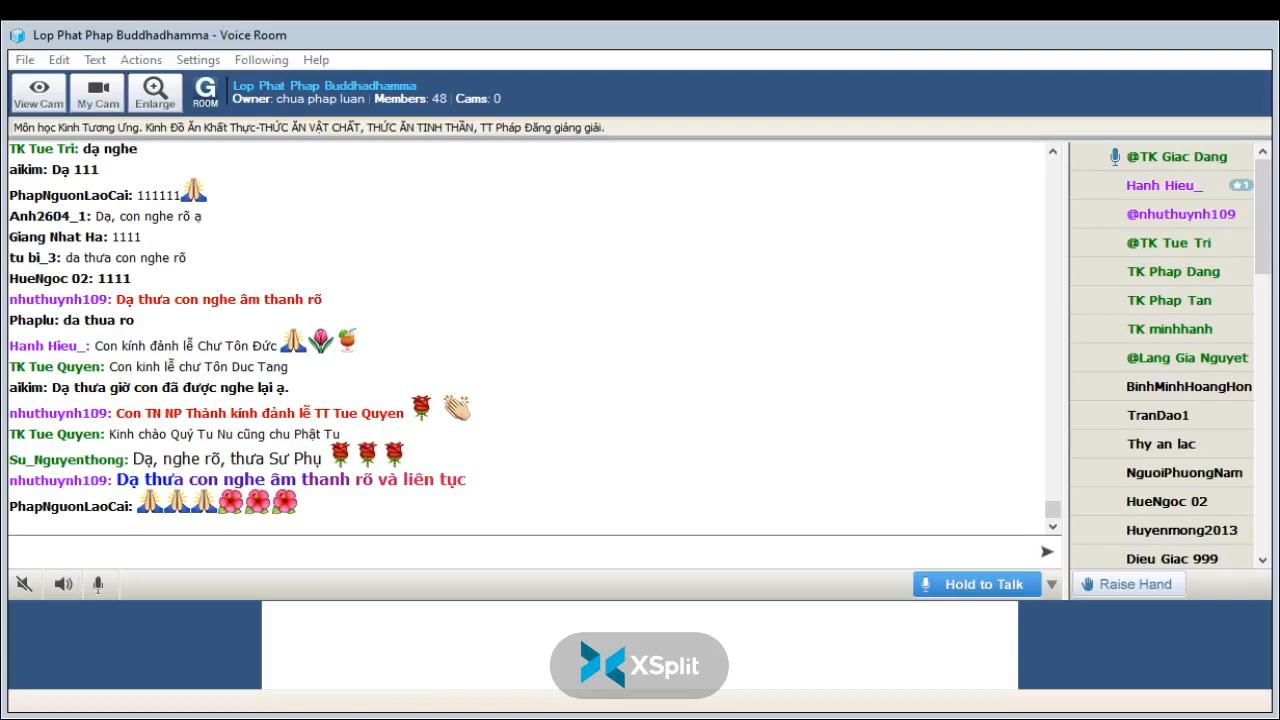 Lop Phat Phap Buddhadhamma - Voice Room
File Edit Text Actions Settings Following Help
View Cam My Cam Enlarge G ROOM
Lop Phat Phap Buddhadhamma
Owner: chua phap luan | Members: 48 | Cams: 0
Môn học Kinh Tương Ưng. Kinh Đồ Ăn Khất Thực-THỨC ĂN VẬT CHẤT, THỨC ĂN TINH THẦN, TT Pháp Đăng giảng giải.
TK Tue Tri: dạ nghe
aikim: Dạ 111
PhapNguonLaoCai: 111111
Anh2604_1: Dạ, con nghe rõ ạ
Giang Nhat Ha: 1111
tu bi_3: da thưa con nghe rõ
HueNgoc 02: 1111
nhuthuynh109: Dạ thưa con nghe âm thanh rõ
Phaplu: da thua ro
Hanh Hieu_: Con kính đảnh lễ Chư Tôn Đức
TK Tue Quyen: Con kinh lễ chư Tôn Duc Tang
aikim: Dạ thưa giờ con đã được nghe lại ạ.
nhuthuynh109: Con TN NP Thành kính đảnh lễ TT Tue Quyen
TK Tue Quyen: Kinh chào Quý Tu Nu cũng chu Phật Tu
Su_Nguyenthong: Dạ, nghe rõ, thưa Sư Phụ
nhuthuynh109: Dạ thưa con nghe âm thanh rõ và liên tục
PhapNguonLaoCai:
@TK Giac Dang
Hanh Hieu_ ★1
@nhuthuynh109
@TK Tue Tri
TK Phap Dang
TK Phap Tan
TK minhhanh
@Lang Gia Nguyet
BinhMinhHoangHon
TranDao1
Thy an lac
NguoiPhuongNam
HueNgoc 02
Huyenmong2013
Dieu Giac 999
Hold to Talk
Raise Hand
XSplit